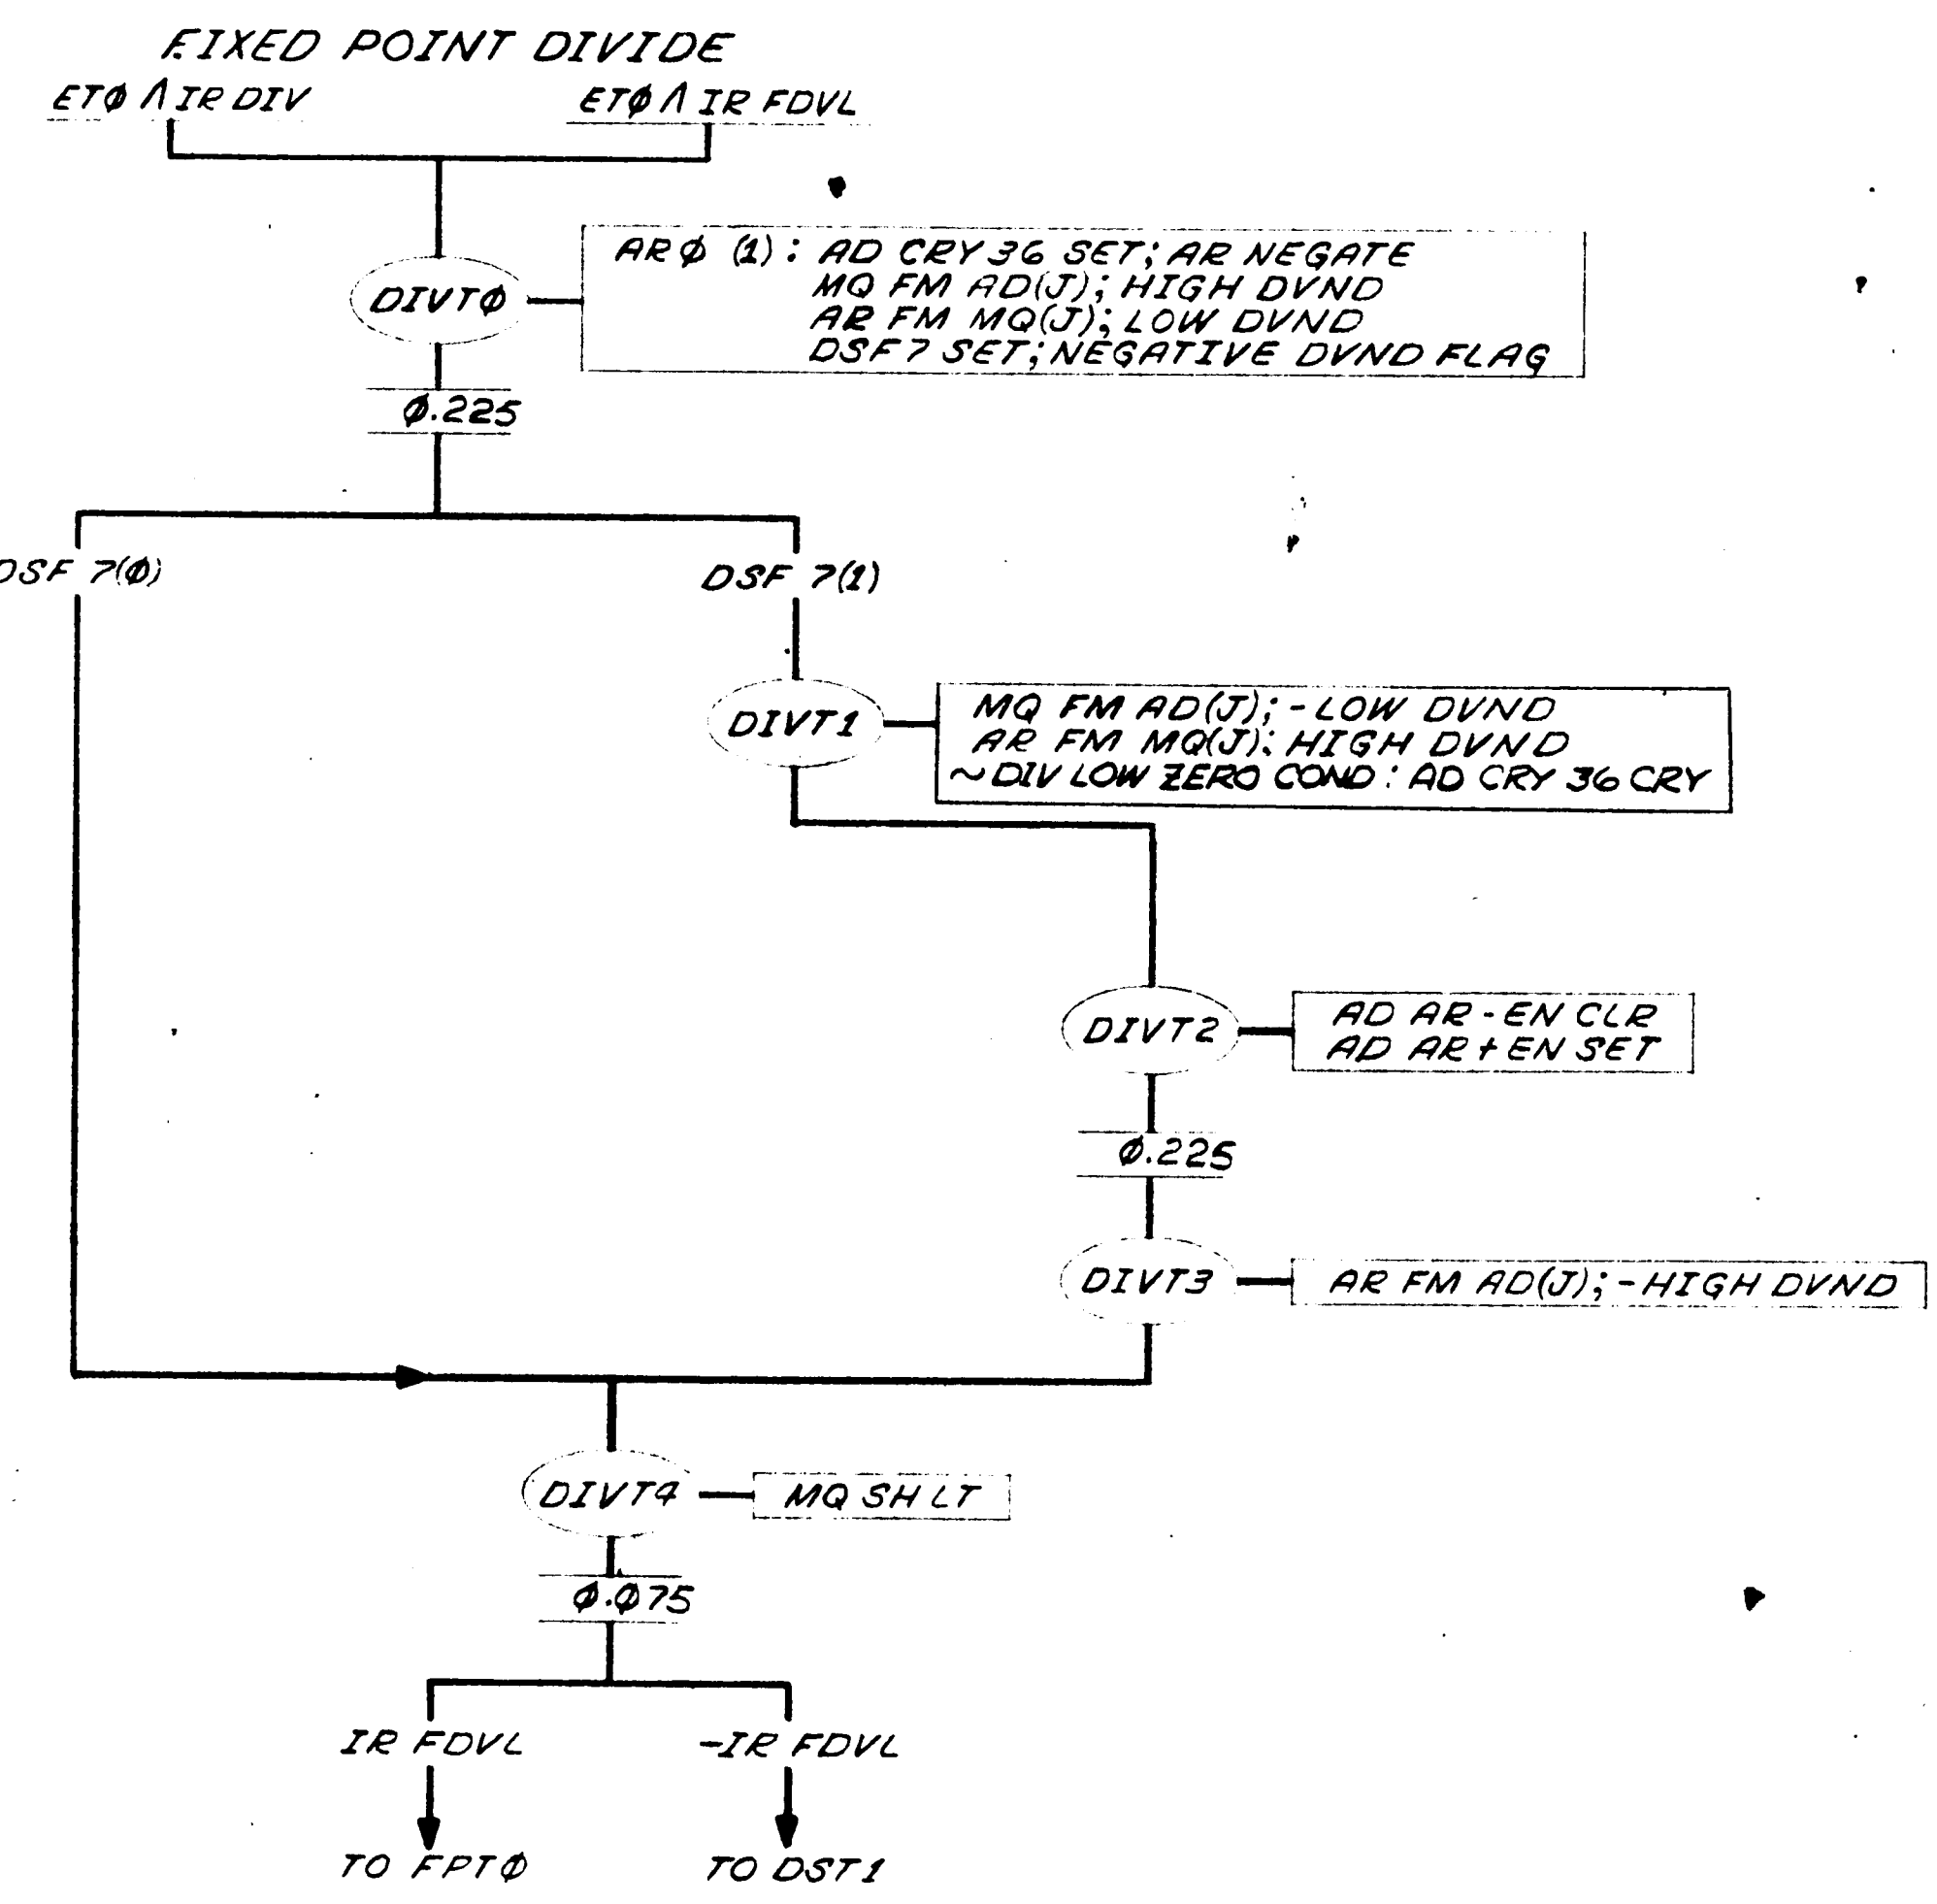 FIXED POINT DIVIDE
ETØ Λ IR DIV
ETØ Λ IR FDVL
DIVTØ
ARØ (1): AD CRY 36 SET; AR NEGATE
MQ FM AD(J); HIGH DVND
AR FM MQ(J); LOW DVND
DSF7 SET; NEGATIVE DVND FLAG
Ø.225
DSF 7(Ø)
DSF 7(1)
DIVT1
MQ FM AD(J); -LOW DVND
AR FM MQ(J); HIGH DVND
~DIV LOW ZERO COND: AD CRY 36 CRY
DIVT2
AD AR-EN CLR
AD AR+EN SET
Ø.225
DIVT3
AR FM AD(J); -HIGH DVND
DIVT4
MQ SH LT
Ø.Ø75
IR FDVL
-IR FDVL
TO FPTØ
TO DST1